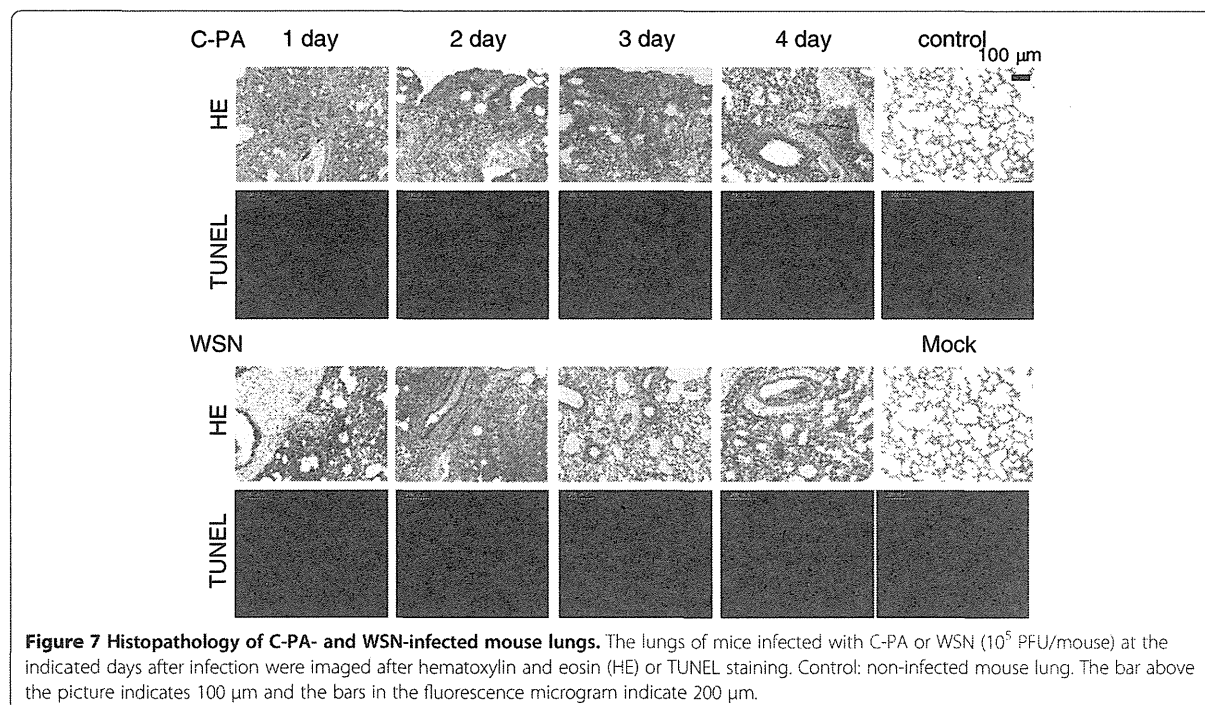 C-PA 1 day 2 day 3 day 4 day control
100 μm
HE
TUNEL
WSN Mock
HE
TUNEL
Figure 7 Histopathology of C-PA- and WSN-infected mouse lungs. The lungs of mice infected with C-PA or WSN (10⁵ PFU/mouse) at the
indicated days after infection were imaged after hematoxylin and eosin (HE) or TUNEL staining. Control: non-infected mouse lung. The bar above
the picture indicates 100 μm and the bars in the fluorescence microgram indicate 200 μm.